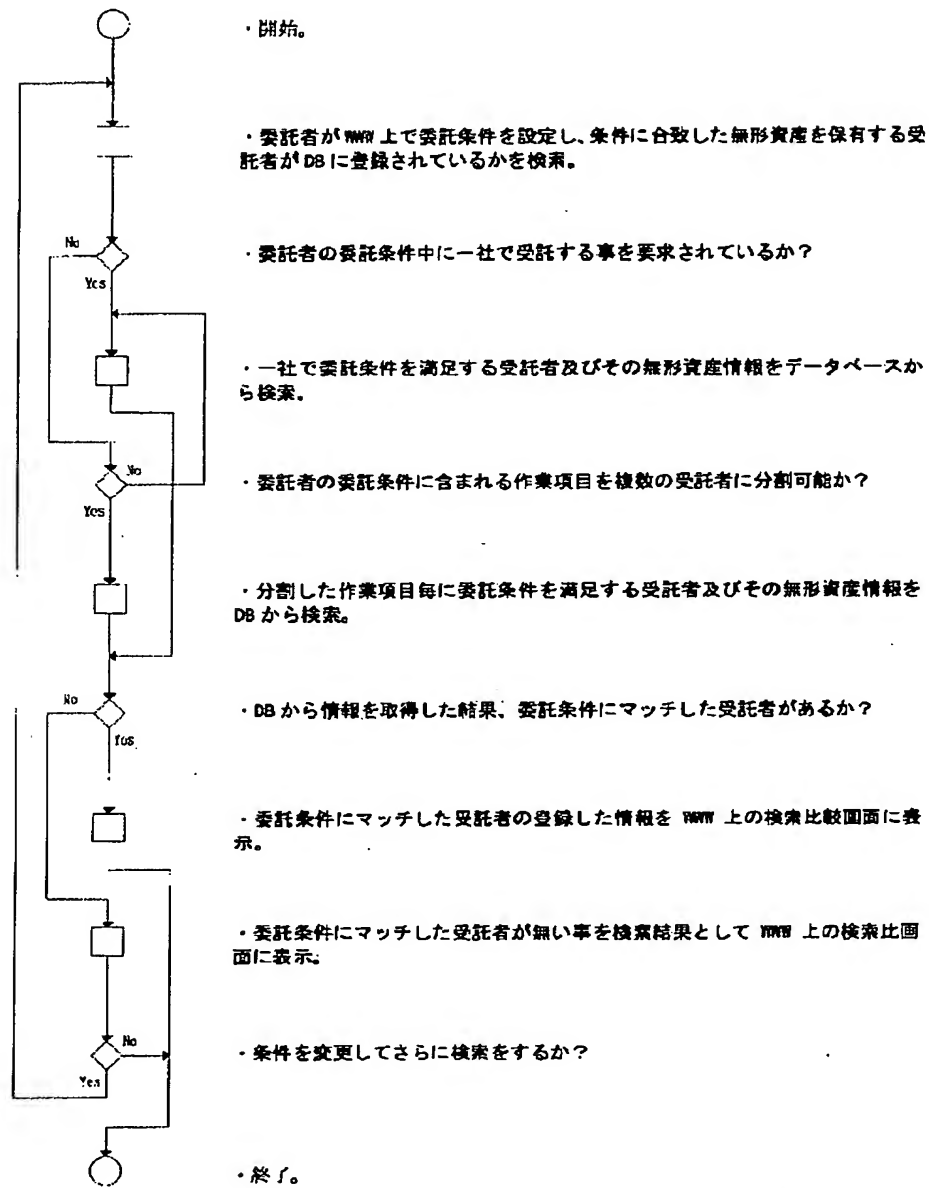 ・開始。
・委託者が WWW 上で委託条件を設定し、条件に合致した無形資産を保有する受
託者が DB に登録されているかを検索。
No
・委託者の委託条件中に一社で受託する事を要求されているか？
Yes
・一社で委託条件を満足する受託者及びその無形資産情報をデータベースか
ら検索。
No
・委託者の委託条件に含まれる作業項目を複数の受託者に分割可能か？
Yes
・分割した作業項目毎に委託条件を満足する受託者及びその無形資産情報を
DB から検索。
No
・DB から情報を取得した結果、委託条件にマッチした受託者があるか？
Yes
・委託条件にマッチした受託者の登録した情報を WWW 上の検索比較画面に表
示。
・委託条件にマッチした受託者が無い事を検索結果として WWW 上の検索比画
面に表示。
No
・条件を変更してさらに検索をするか？
Yes
・終了。